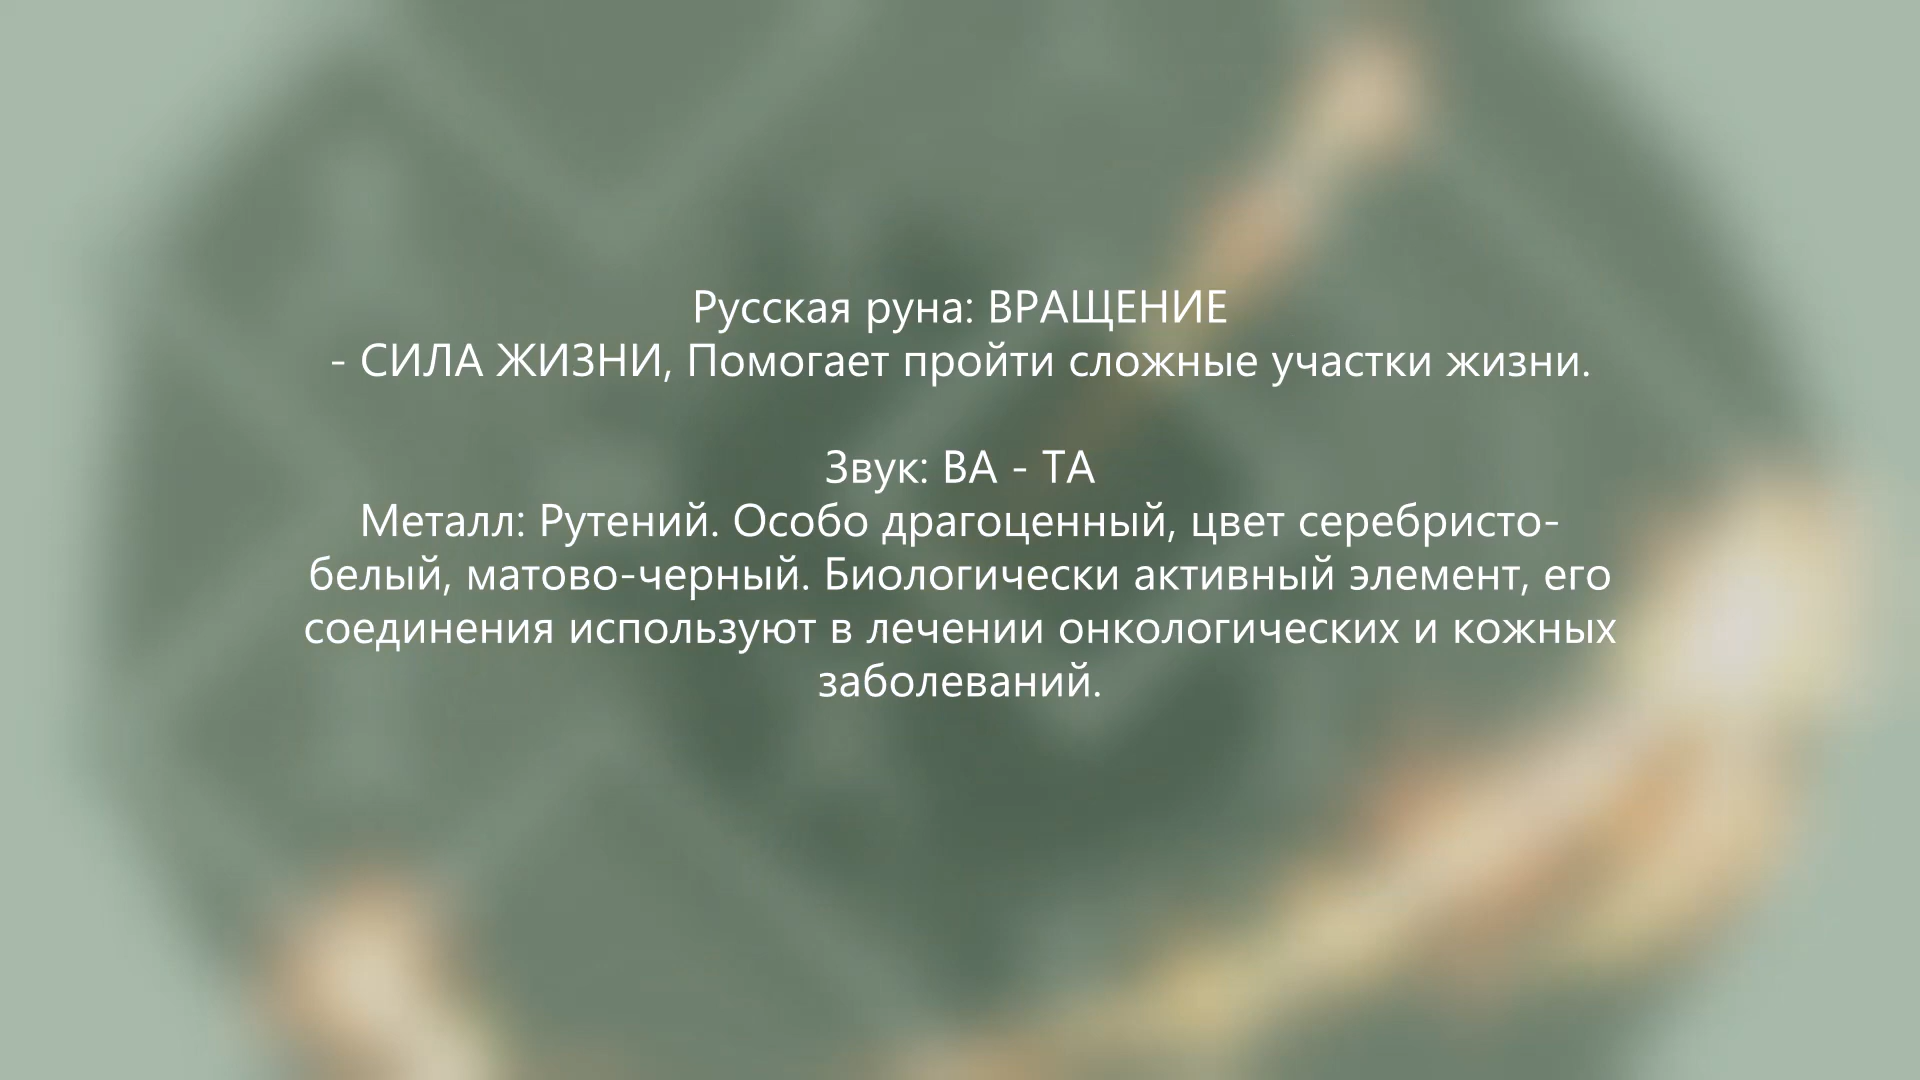 Русская руна: ВРАЩЕНИЕ
- СИЛА ЖИЗНИ, Помогает пройти сложные участки жизни.
Звук: ВА - ТА
Металл: Рутений. Особо драгоценный, цвет серебристо-
белый, матово-черный. Биологически активный элемент, его
соединения используют в лечении онкологических и кожных
заболеваний.